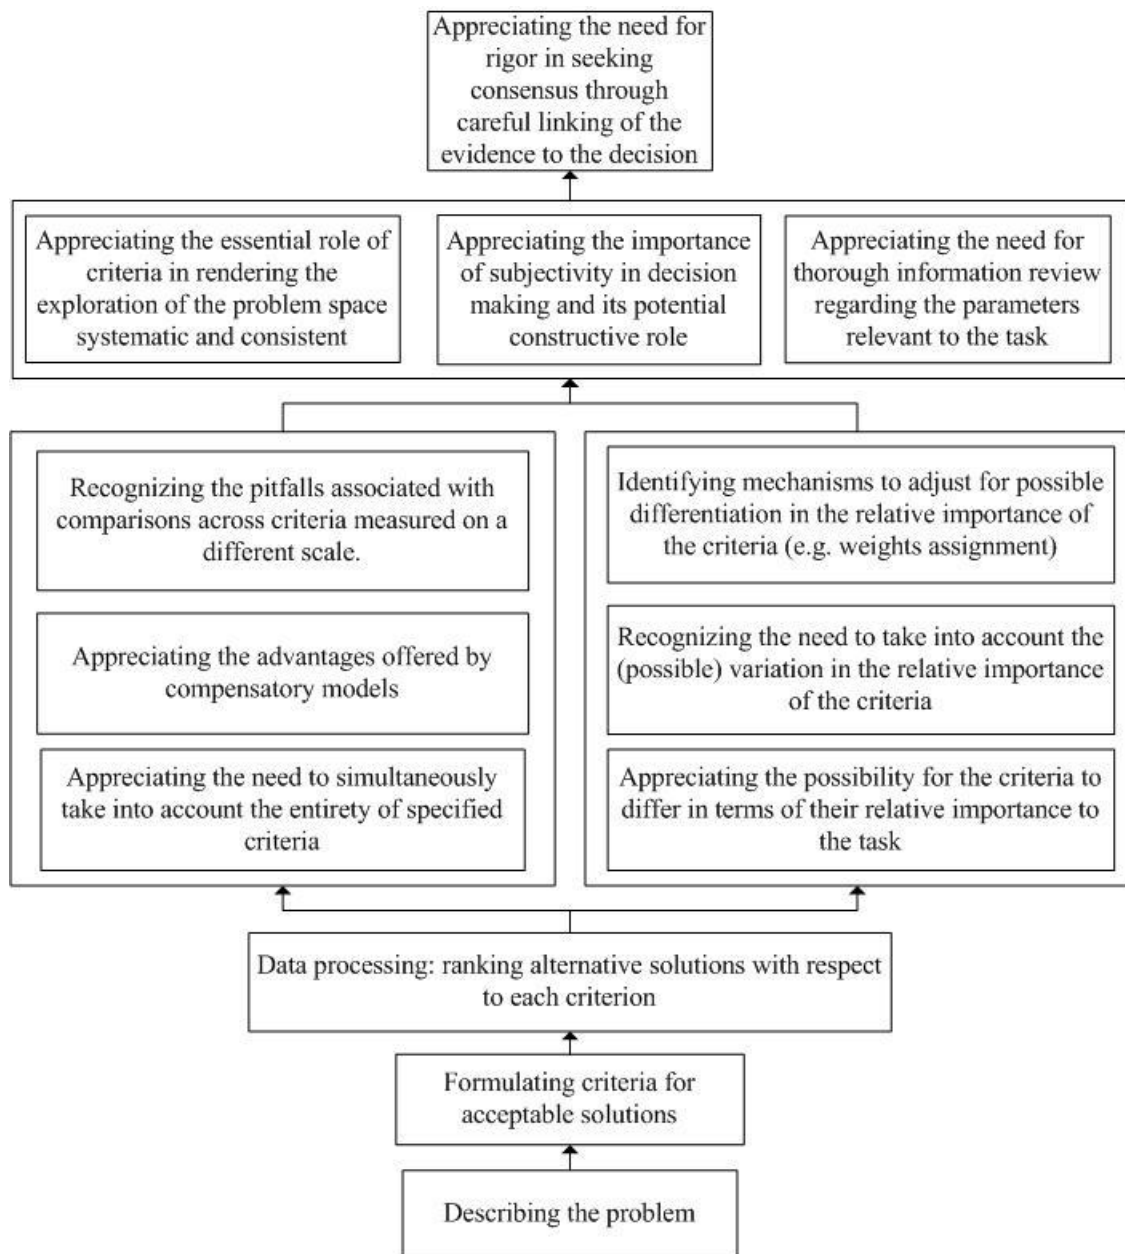 Appreciating the need for
rigor in seeking
consensus through
careful linking of the
evidence to the decision
Appreciating the essential role of
criteria in rendering the
exploration of the problem space
systematic and consistent
Appreciating the importance
of subjectivity in decision
making and its potential
constructive role
Appreciating the need for
thorough information review
regarding the parameters
relevant to the task
Recognizing the pitfalls associated with
comparisons across criteria measured on a
different scale.
Appreciating the advantages offered by
compensatory models
Appreciating the need to simultaneously
take into account the entirety of specified
criteria
Identifying mechanisms to adjust for possible
differentiation in the relative importance of
the criteria (e.g. weights assignment)
Recognizing the need to take into account the
(possible) variation in the relative importance
of the criteria
Appreciating the possibility for the criteria to
differ in terms of their relative importance to
the task
Data processing: ranking alternative solutions with respect
to each criterion
Formulating criteria for
acceptable solutions
Describing the problem